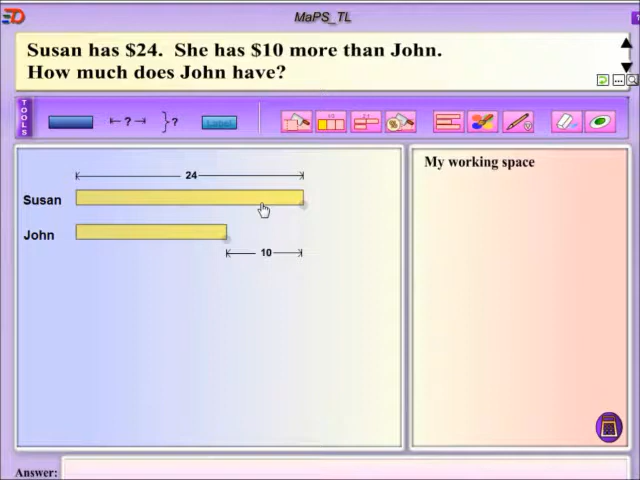 MaPS_TL
Susan has $24. She has $10 more than John.
How much does John have?
TOOLS
?
?
Label
24
Susan
John
10
My working space
Answer: